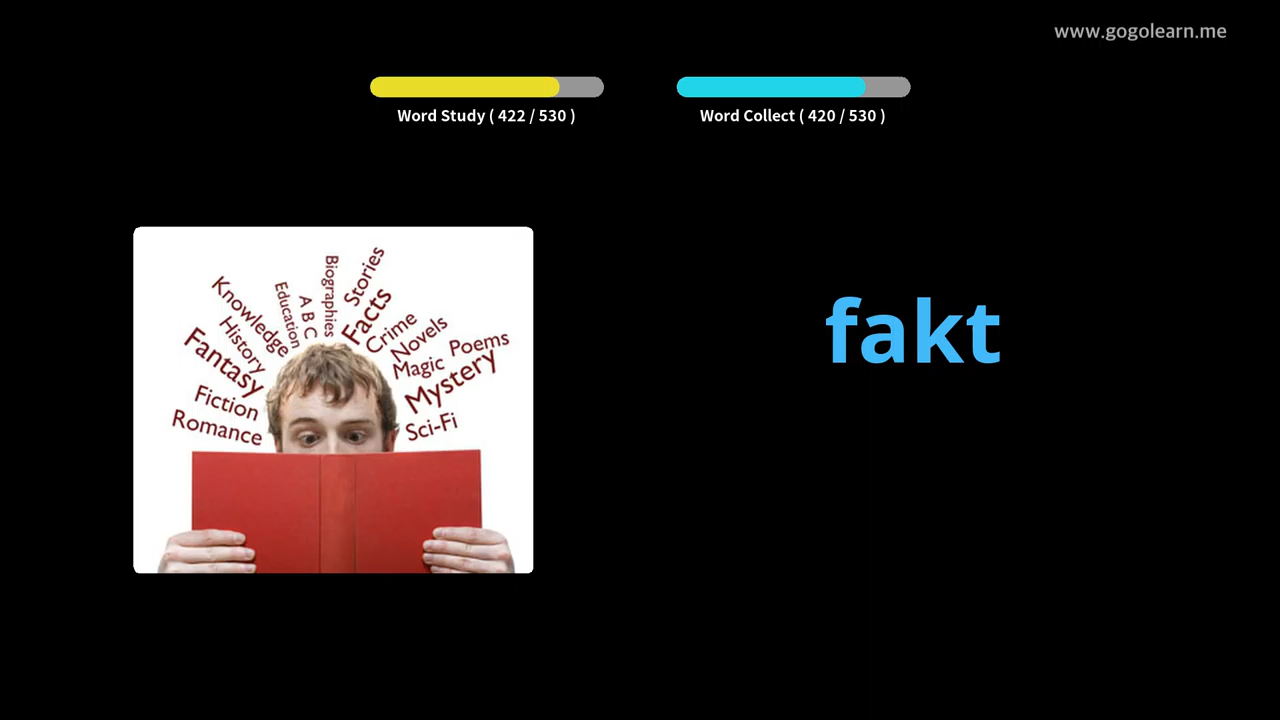 www.gogolearn.me
Word Study ( 422 / 530 )
Word Collect ( 420 / 530 )
fakt
Knowledge
Education
A B C
Biographies
Stories
Facts
Crime
Novels
Poems
History
Magic
Fantasy
Mystery
Fiction
Romance
Sci-Fi